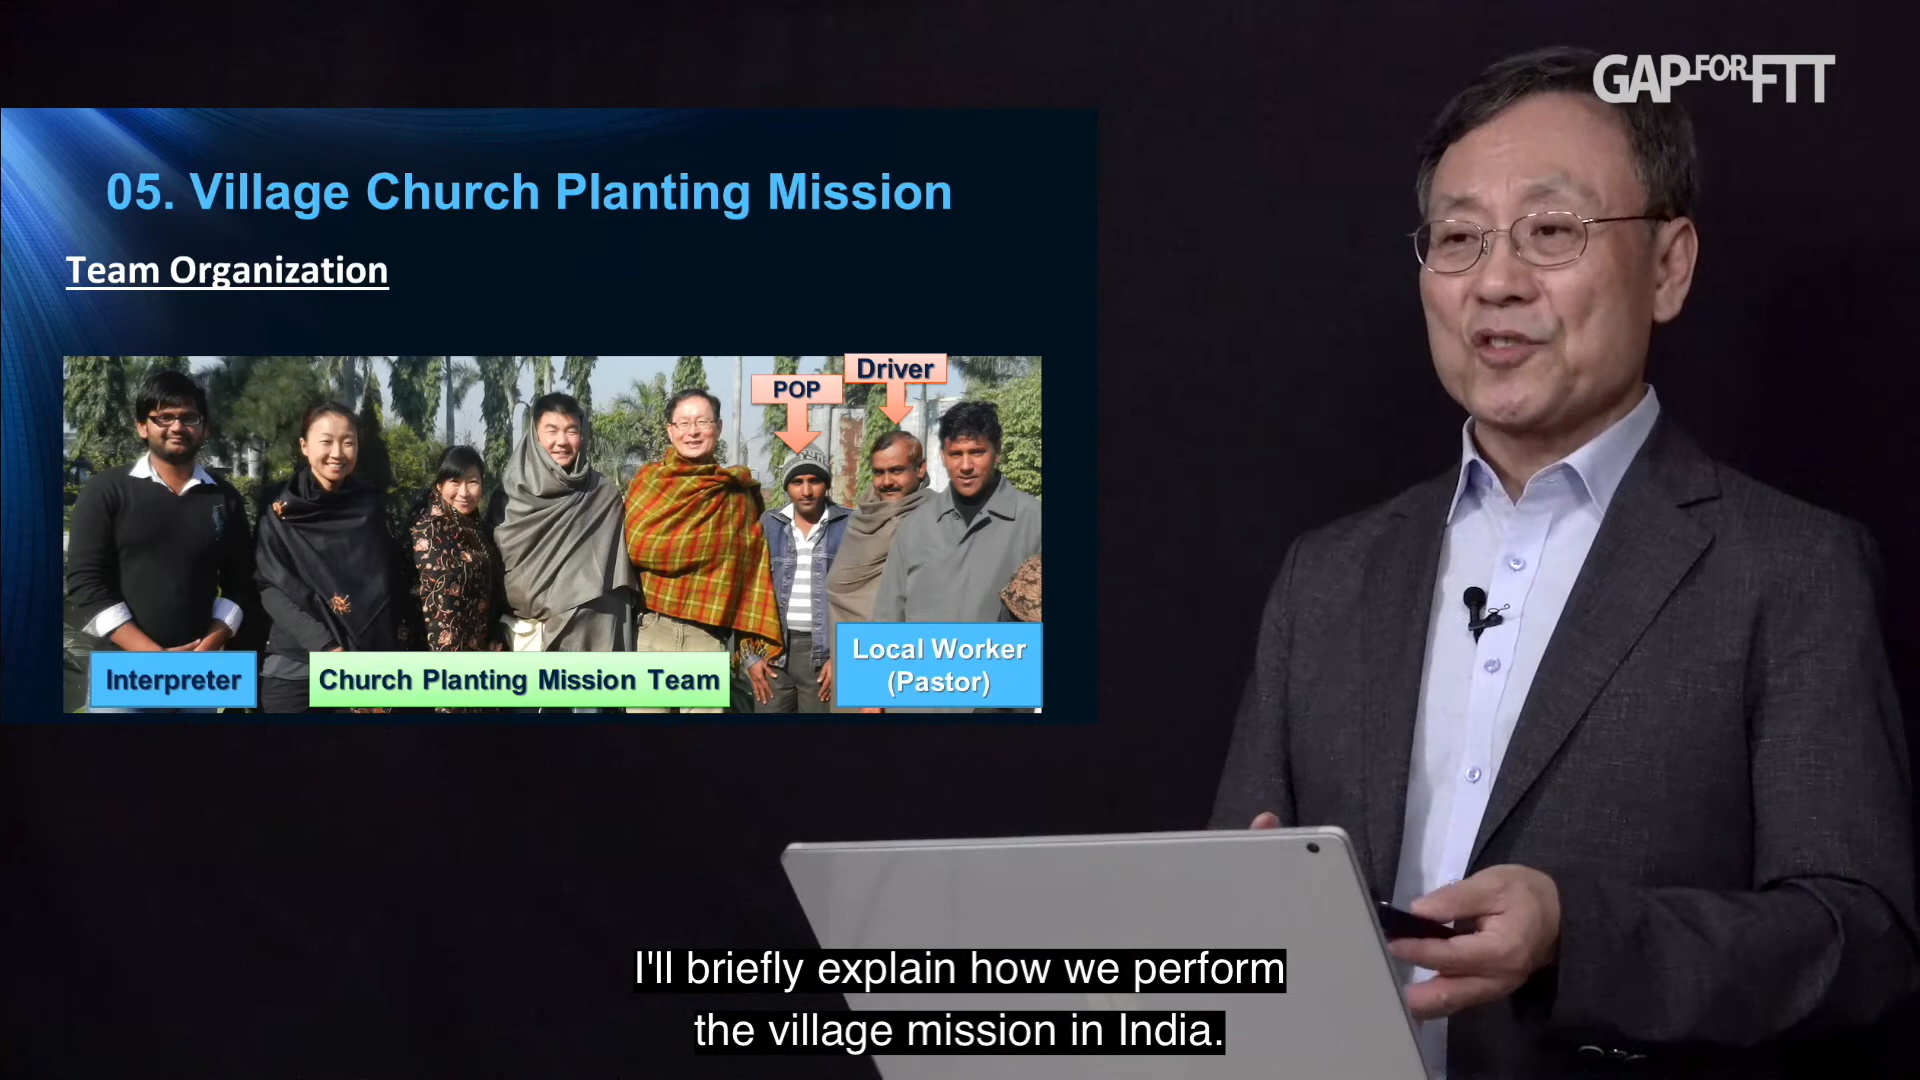 GAP FOR FTT
05. Village Church Planting Mission
Team Organization
POP
Driver
Interpreter
Church Planting Mission Team
Local Worker
(Pastor)
I'll briefly explain how we perform
the village mission in India.